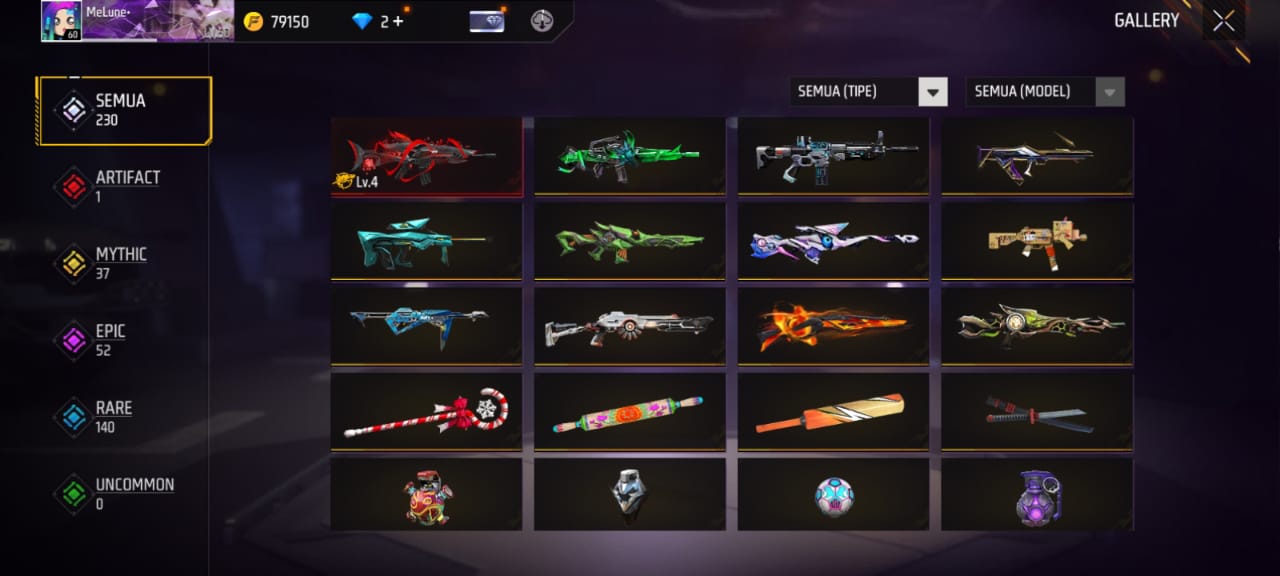 MeLune•
60
79150
2 +
GALLERY
SEMUA
230
SEMUA (TIPE)
SEMUA (MODEL)
ARTIFACT
1
Lv.4
MYTHIC
37
EPIC
52
RARE
140
UNCOMMON
0